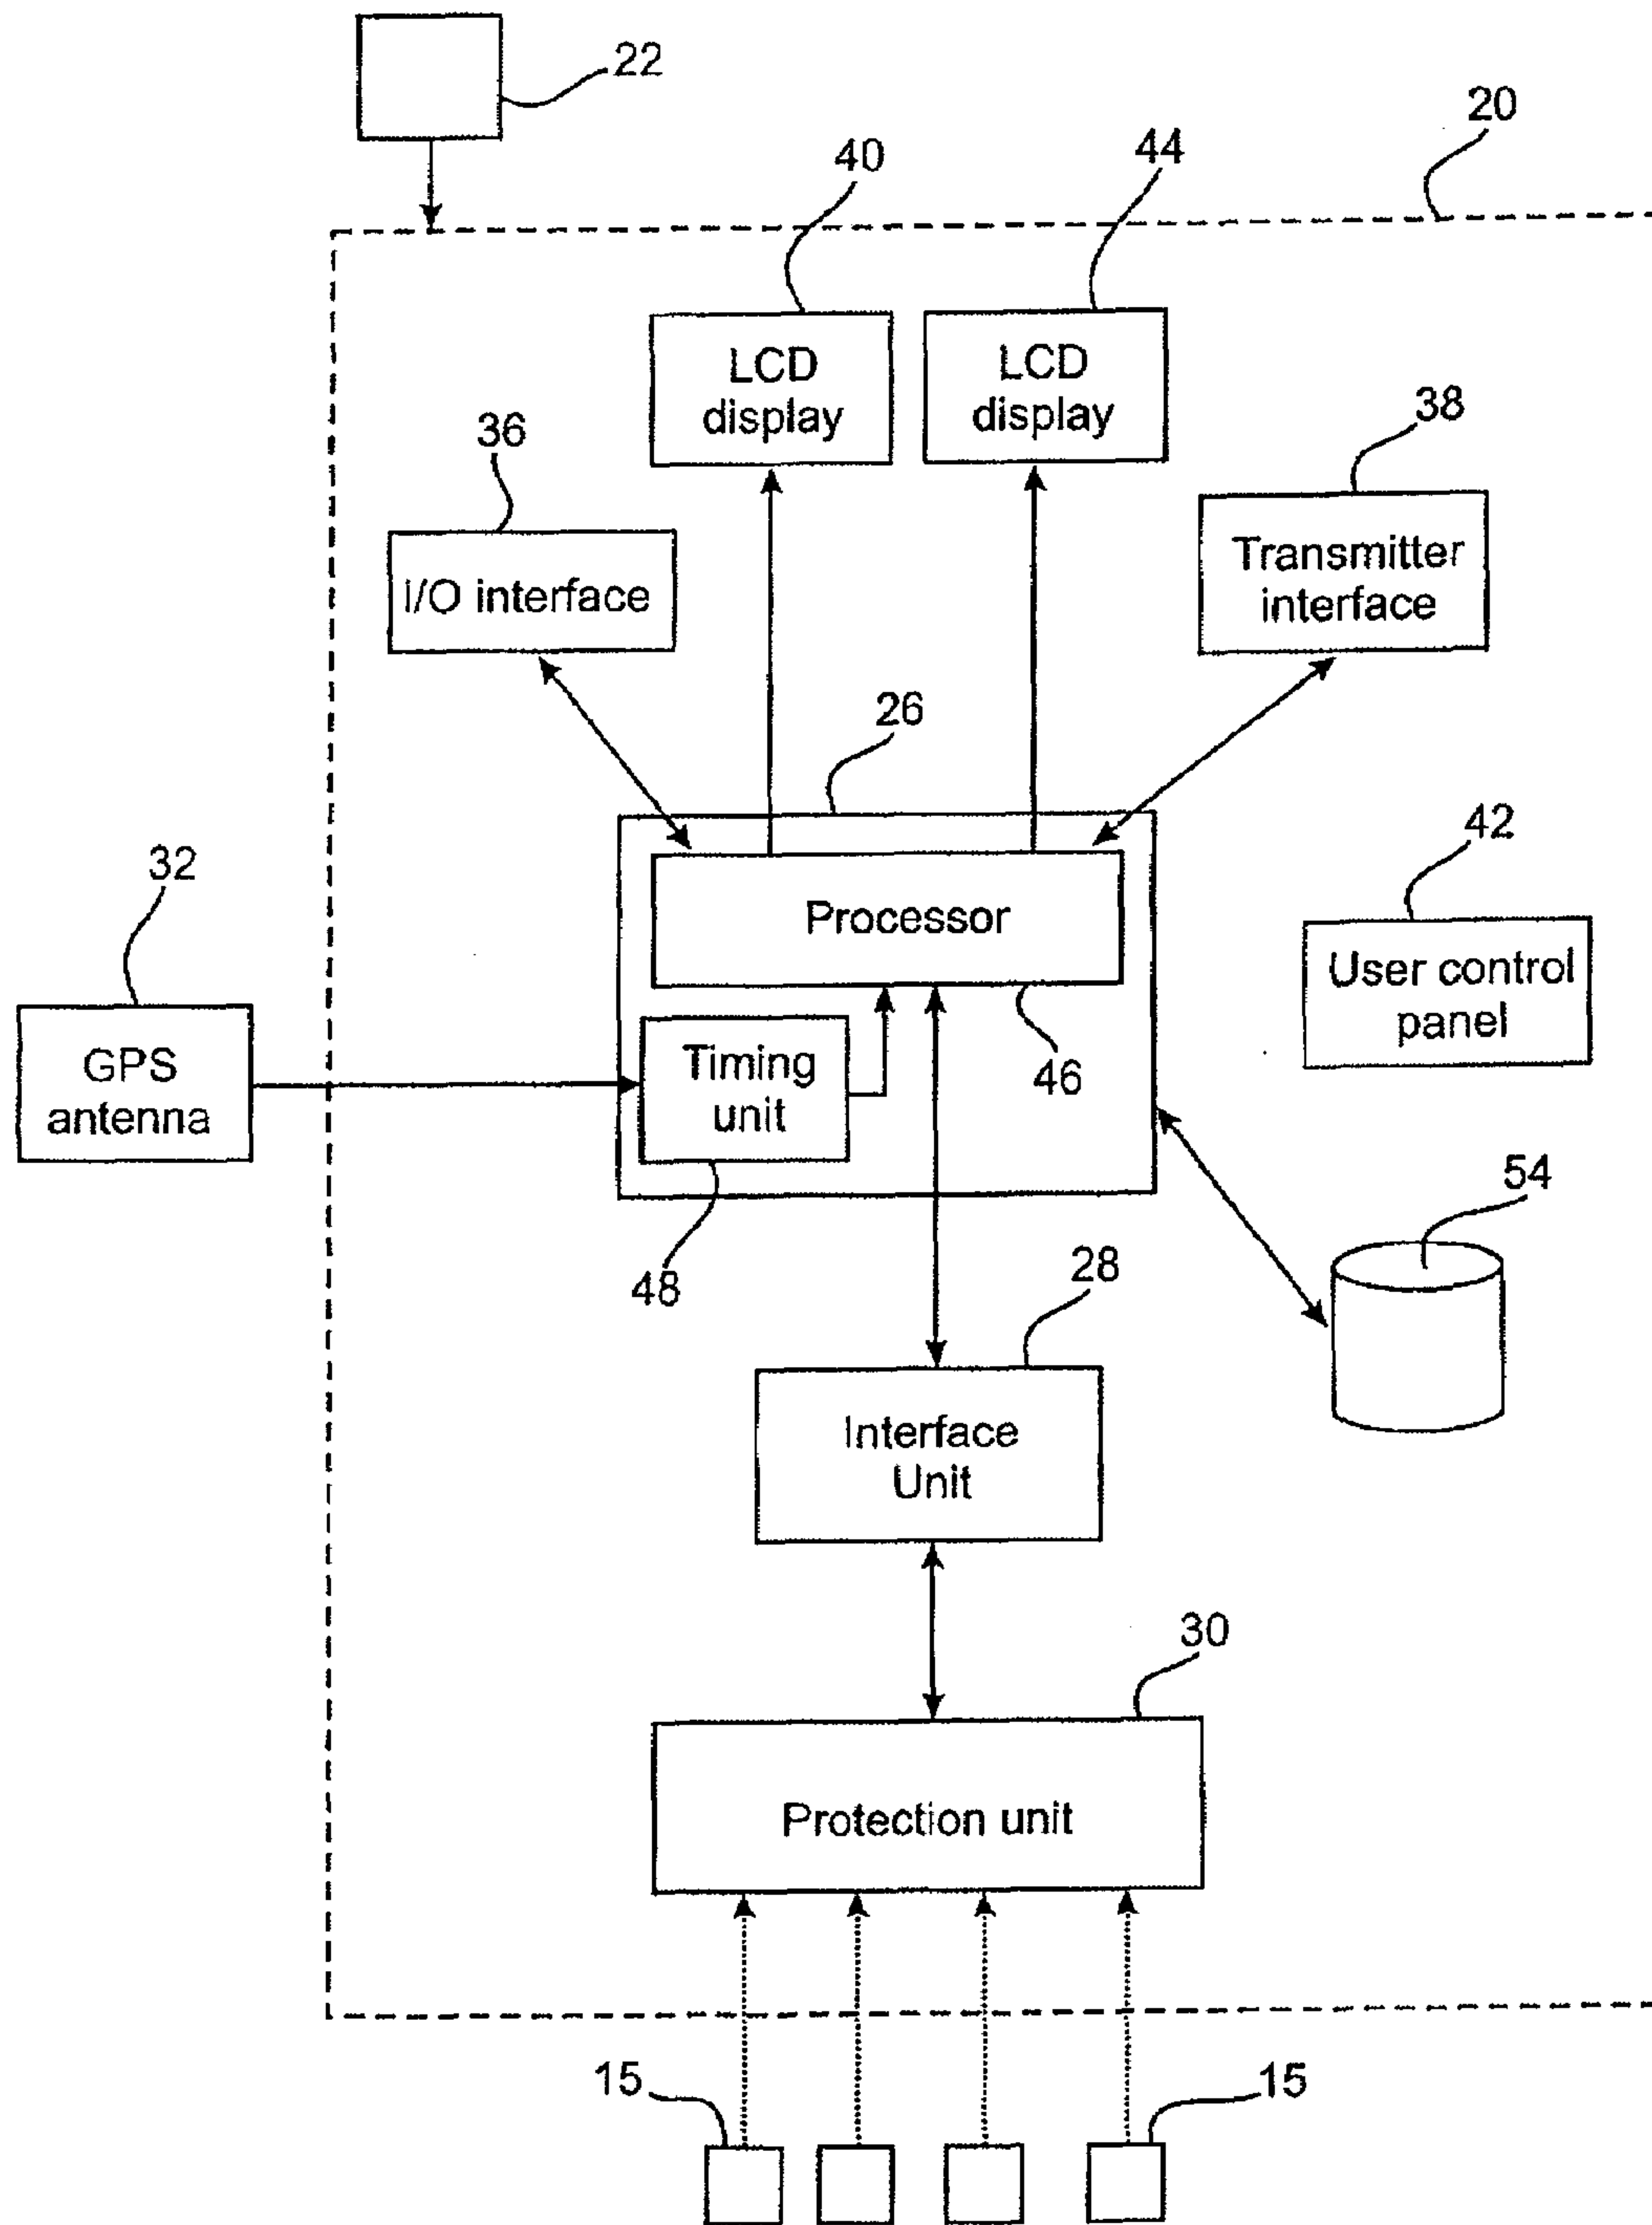 22
20
40
44
LCD
display
LCD
display
36
38
I/O interface
Transmitter
interface
26
42
32
Processor
User control
panel
GPS
antenna
Timing
unit
46
54
48
28
Interface
Unit
30
Protection unit
15
15